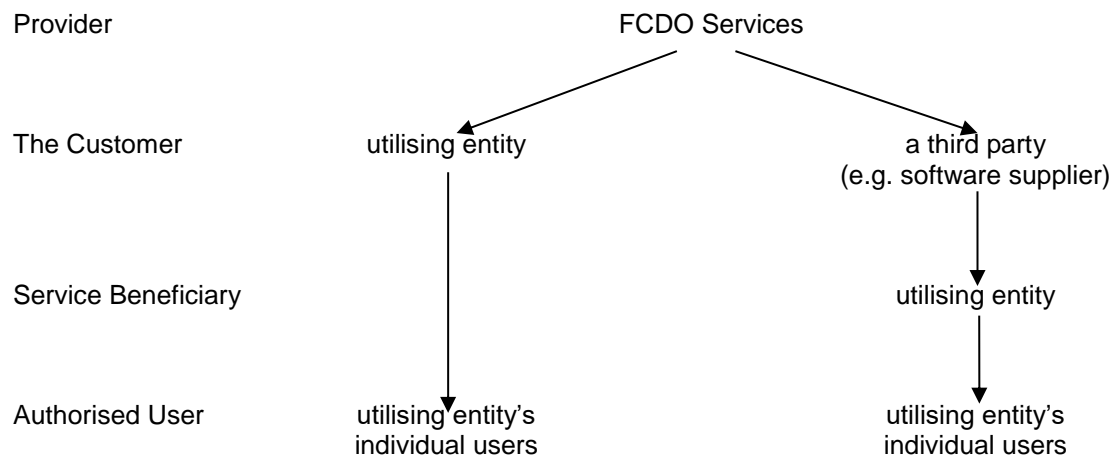 Provider
FCDO Services
The Customer
utilising entity
a third party
(e.g. software supplier)
Service Beneficiary
utilising entity
Authorised User
utilising entity’s
individual users
utilising entity’s
individual users